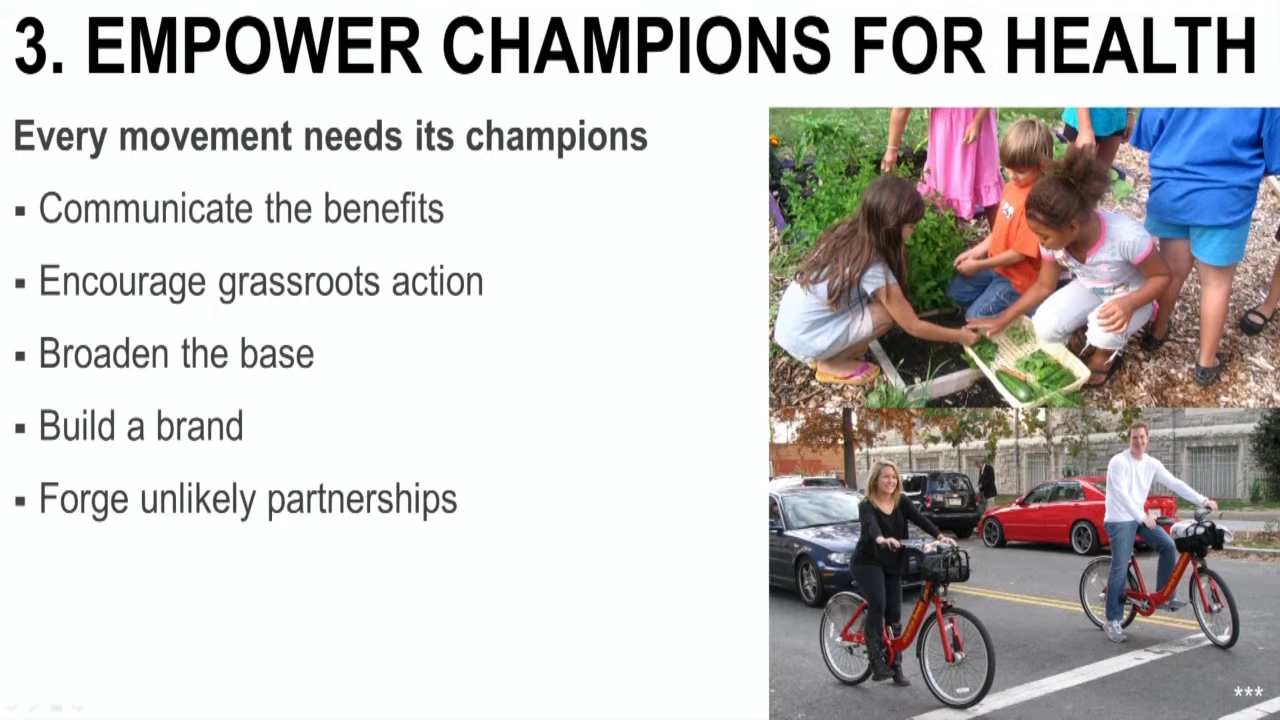 3. EMPOWER CHAMPIONS FOR HEALTH
Every movement needs its champions
▪ Communicate the benefits
▪ Encourage grassroots action
▪ Broaden the base
▪ Build a brand
▪ Forge unlikely partnerships
***